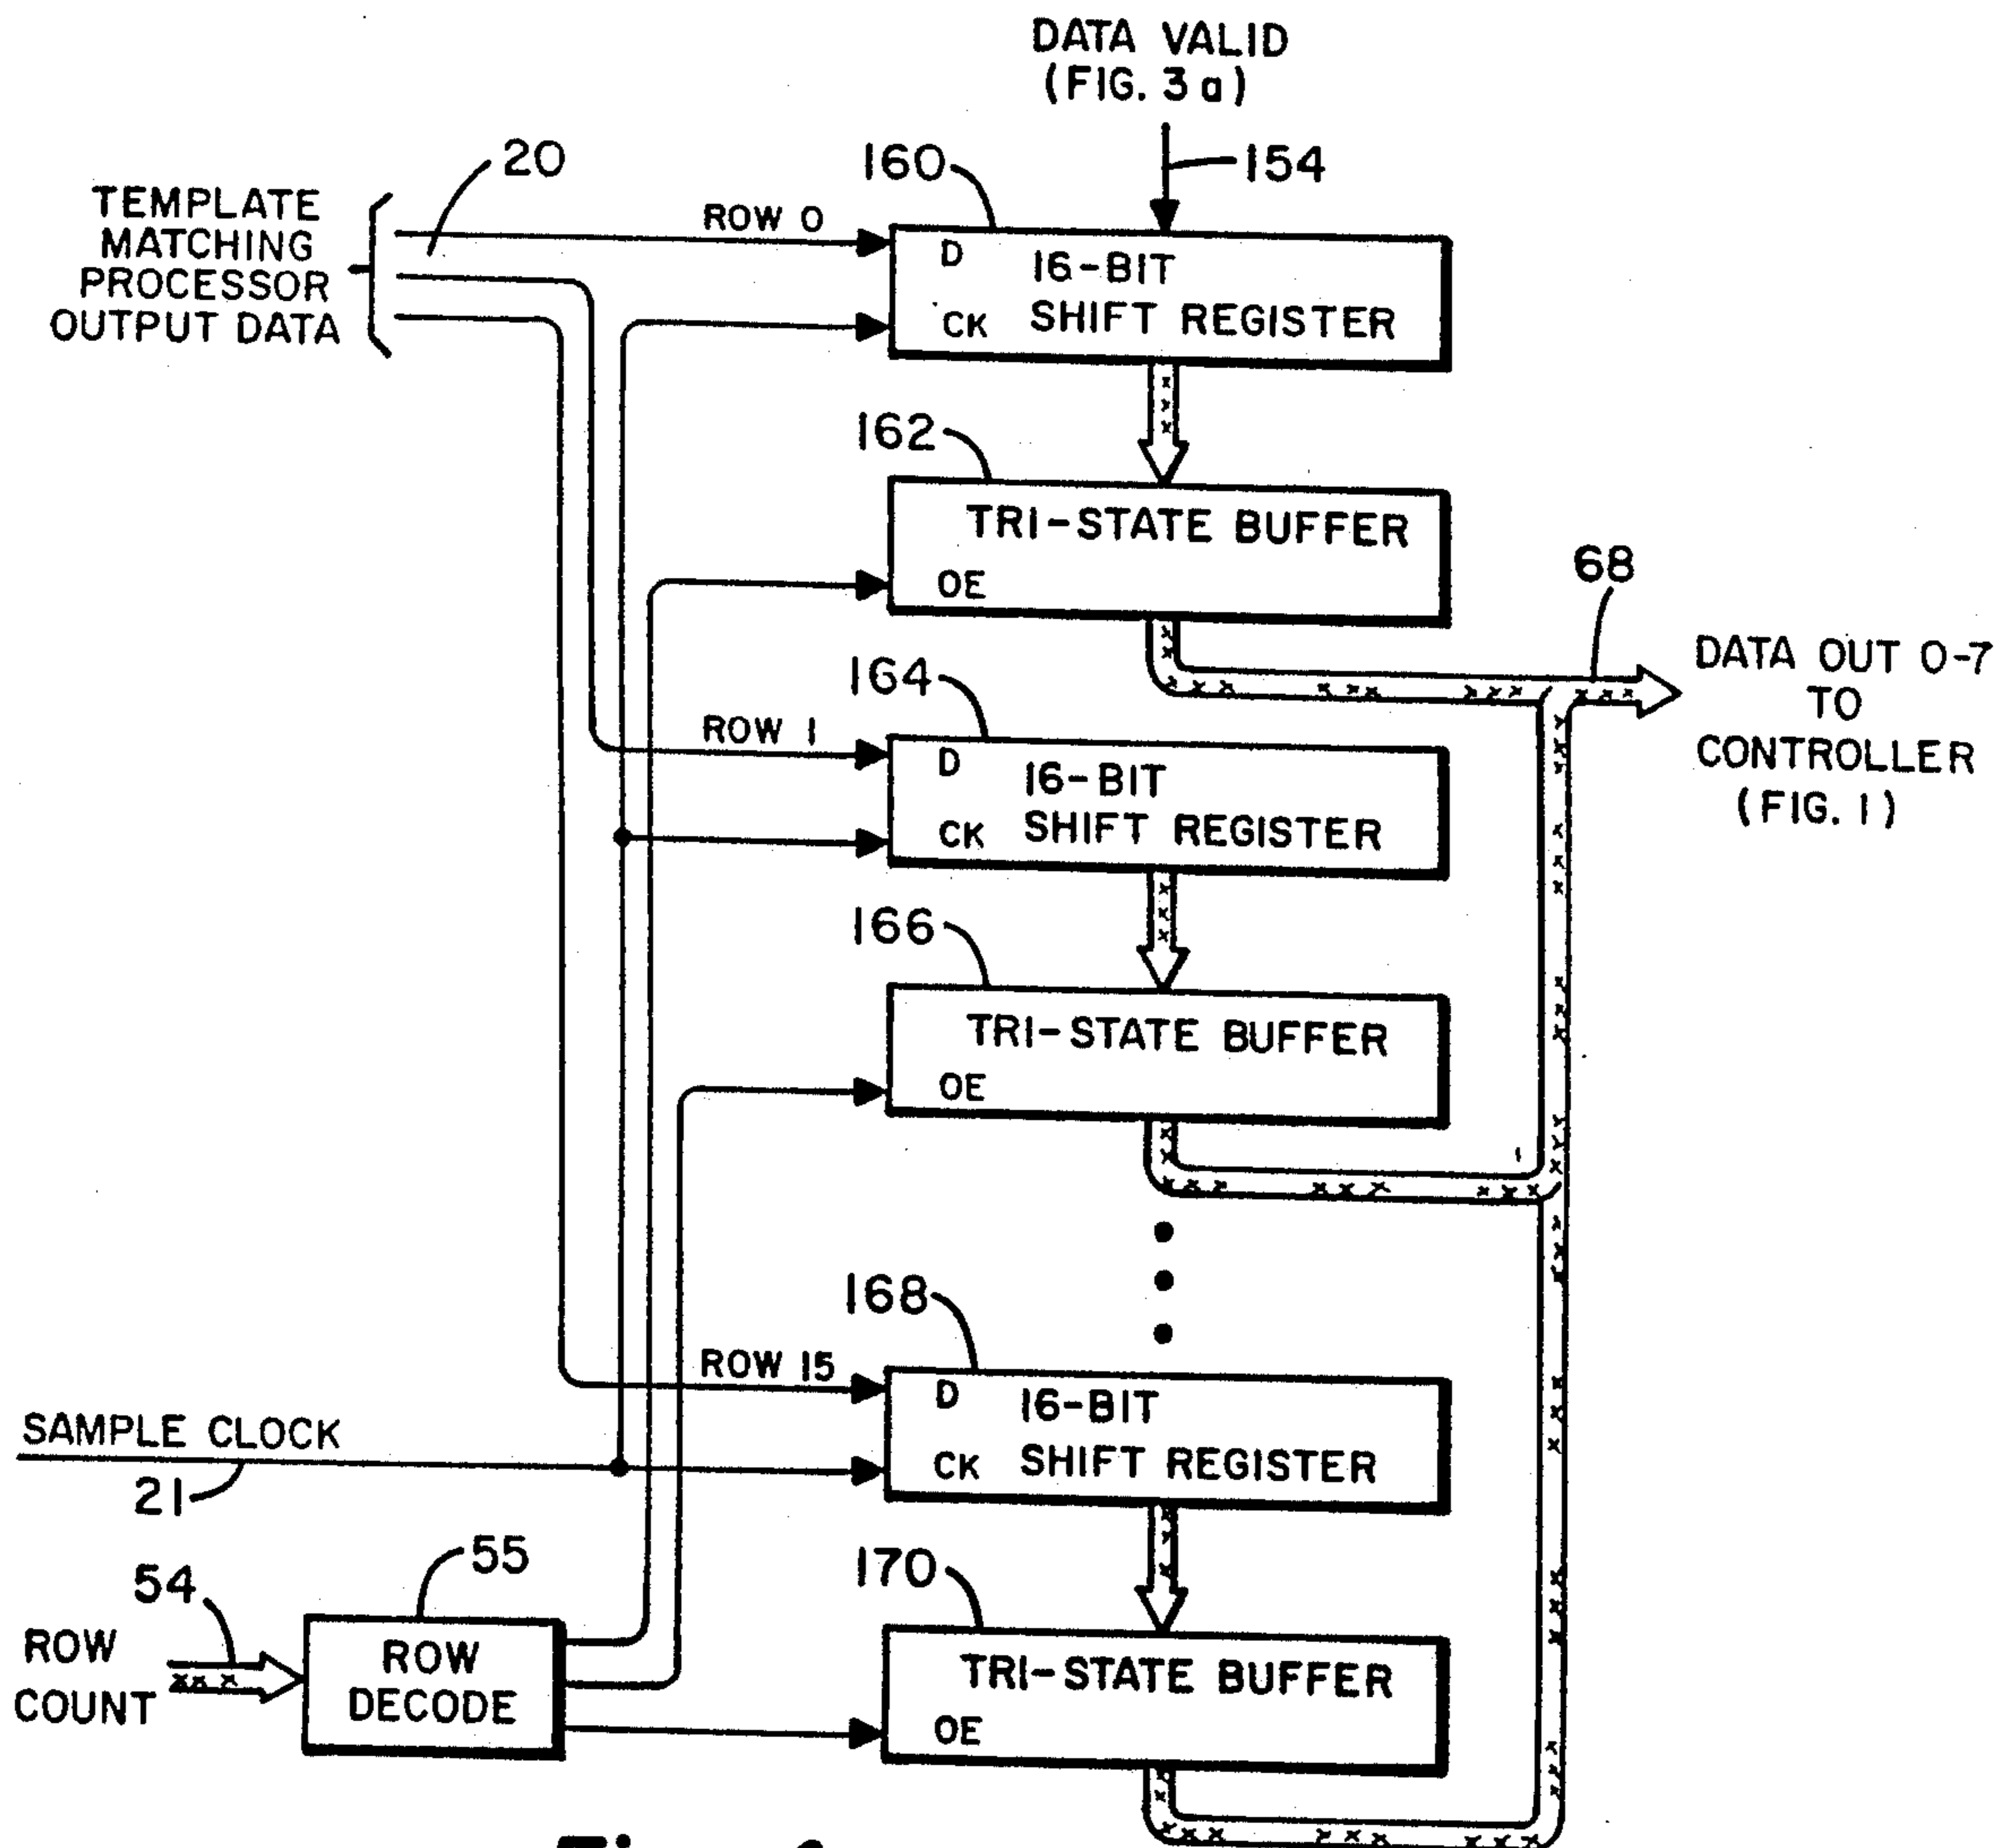 DATA VALID
(FIG. 3a)
154
20
TEMPLATE
MATCHING
PROCESSOR
OUTPUT DATA
ROW 0
160
D
16-BIT
CK
SHIFT REGISTER
162
TRI-STATE BUFFER
OE
68
DATA OUT 0-7
TO
CONTROLLER
(FIG. 1)
164
ROW 1
D
16-BIT
CK
SHIFT REGISTER
166
TRI-STATE BUFFER
OE
168
ROW 15
D
16-BIT
CK
SHIFT REGISTER
SAMPLE CLOCK
21
170
TRI-STATE BUFFER
OE
54
ROW
COUNT
55
ROW
DECODE